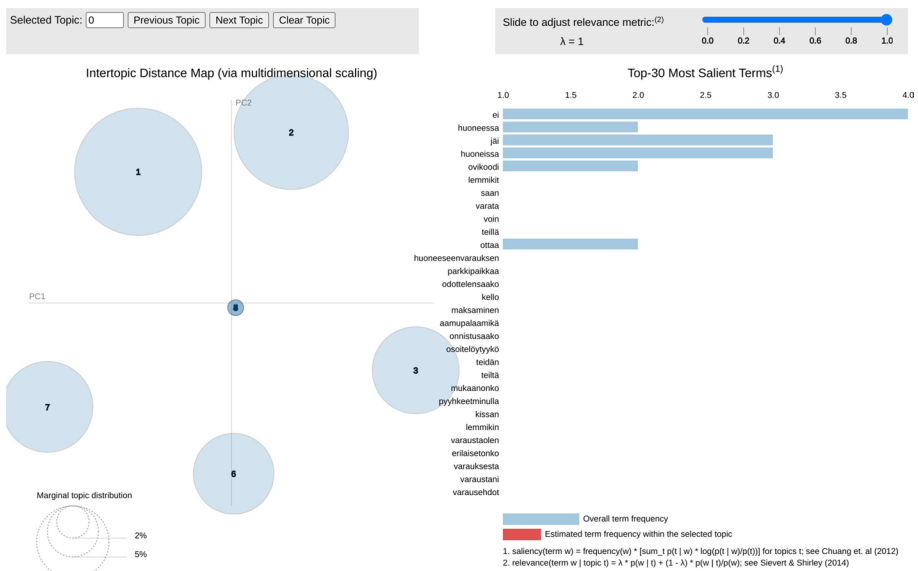 Selected Topic: 0 Previous Topic Next Topic Clear Topic
Slide to adjust relevance metric:(2)
λ = 1
0.0 0.2 0.4 0.6 0.8 1.0
Intertopic Distance Map (via multidimensional scaling)
PC2
PC1
1
2
3
6
7
Marginal topic distribution
2%
5%
Top-30 Most Salient Terms(1)
1.0 1.5 2.0 2.5 3.0 3.5 4.0
ei
huoneessa
jäi
huoneissa
ovikoodi
lemmikit
saan
varata
voin
teillä
ottaa
huoneeseenvarauksen
parkkipaikkaa
odottelensaako
kello
maksaminen
aamupalaamikä
onnistusaako
osoitelöytyykö
teidän
teiltä
mukaanonko
pyyhkeetminulla
kissan
lemmikin
varaustaolen
erilaisetonko
varauksesta
varaustani
varausehdot
Overall term frequency
Estimated term frequency within the selected topic
1. saliency(term w) = frequency(w) * [sum_t p(t | w) * log(p(t | w)/p(t))] for topics t; see Chuang et. al (2012)
2. relevance(term w | topic t) = λ * p(w | t) + (1 - λ) * p(w | t)/p(w); see Sievert & Shirley (2014)